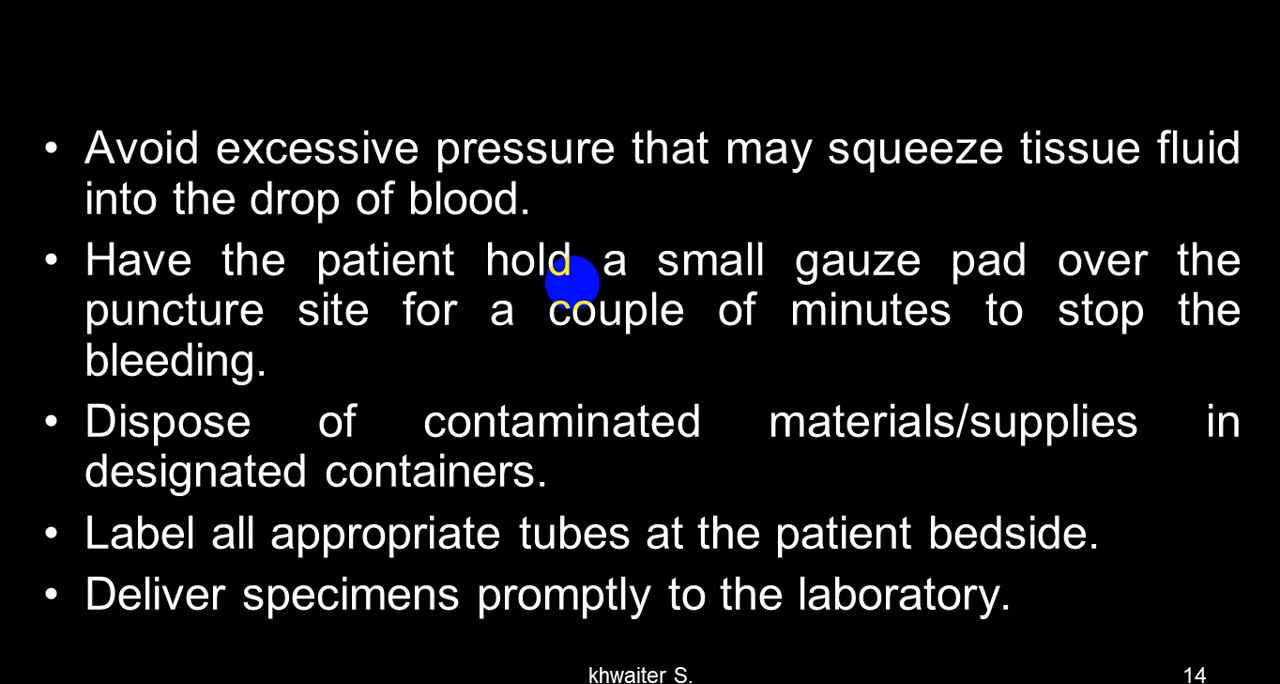 • Avoid excessive pressure that may squeeze tissue fluid
into the drop of blood.
• Have the patient hold a small gauze pad over the
puncture site for a couple of minutes to stop the
bleeding.
• Dispose of contaminated materials/supplies in
designated containers.
• Label all appropriate tubes at the patient bedside.
• Deliver specimens promptly to the laboratory.
khwaiter S.
14